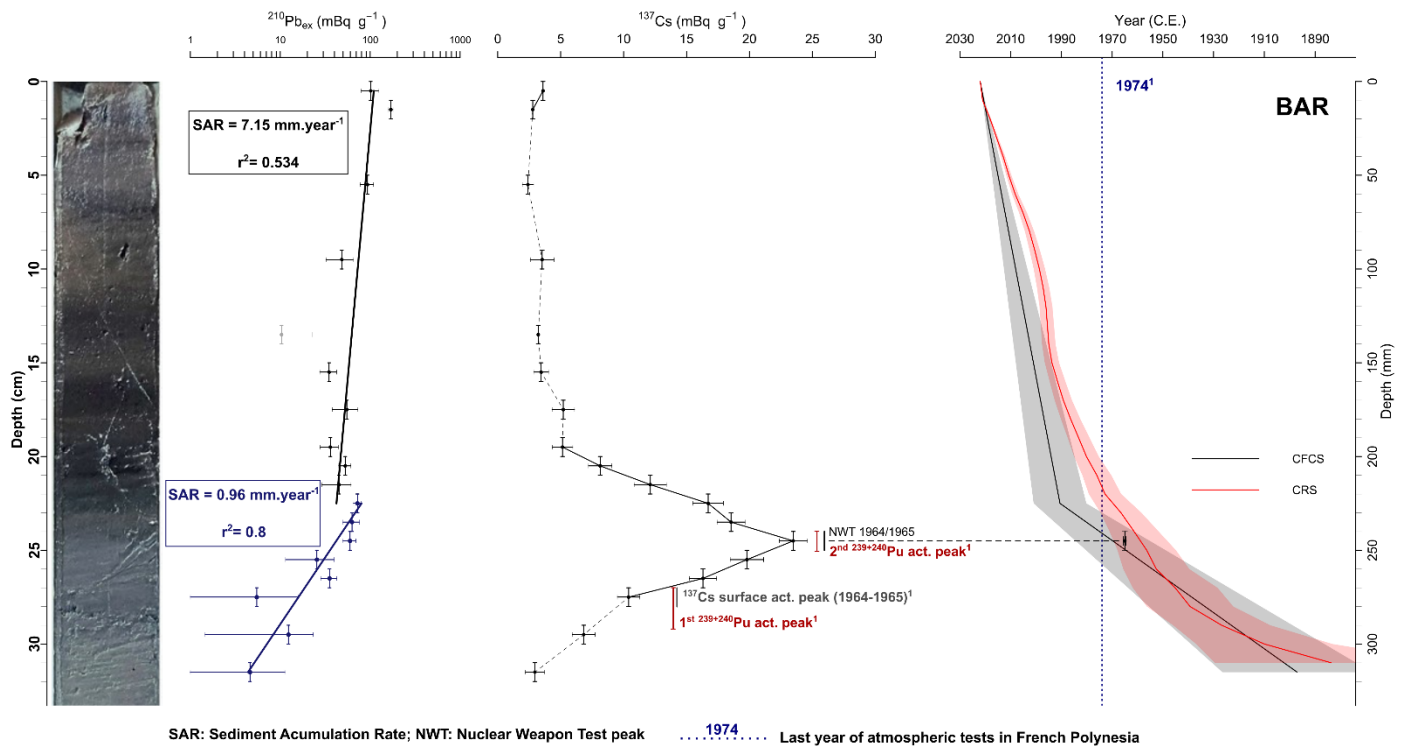 ²¹⁰Pbₑₓ (mBq g⁻¹)
1 10 100 1000
¹³⁷Cs (mBq g⁻¹)
0 5 10 15 20 25 30
Year (C.E.)
2030 2010 1990 1970 1950 1930 1910 1890
1974¹
BAR
Depth (cm)
0
5
10
15
20
25
30
SAR = 7.15 mm.year⁻¹
r²= 0.534
SAR = 0.96 mm.year⁻¹
r²= 0.8
NWT 1964/1965
2ⁿᵈ ²³⁹⁺²⁴⁰Pu act. peak¹
¹³⁷Cs surface act. peak (1964-1965)¹
1ˢᵗ ²³⁹⁺²⁴⁰Pu act. peak¹
CFCS
CRS
Depth (mm)
0
50
100
150
200
250
300
SAR: Sediment Acumulation Rate; NWT: Nuclear Weapon Test peak
1974
Last year of atmospheric tests in French Polynesia